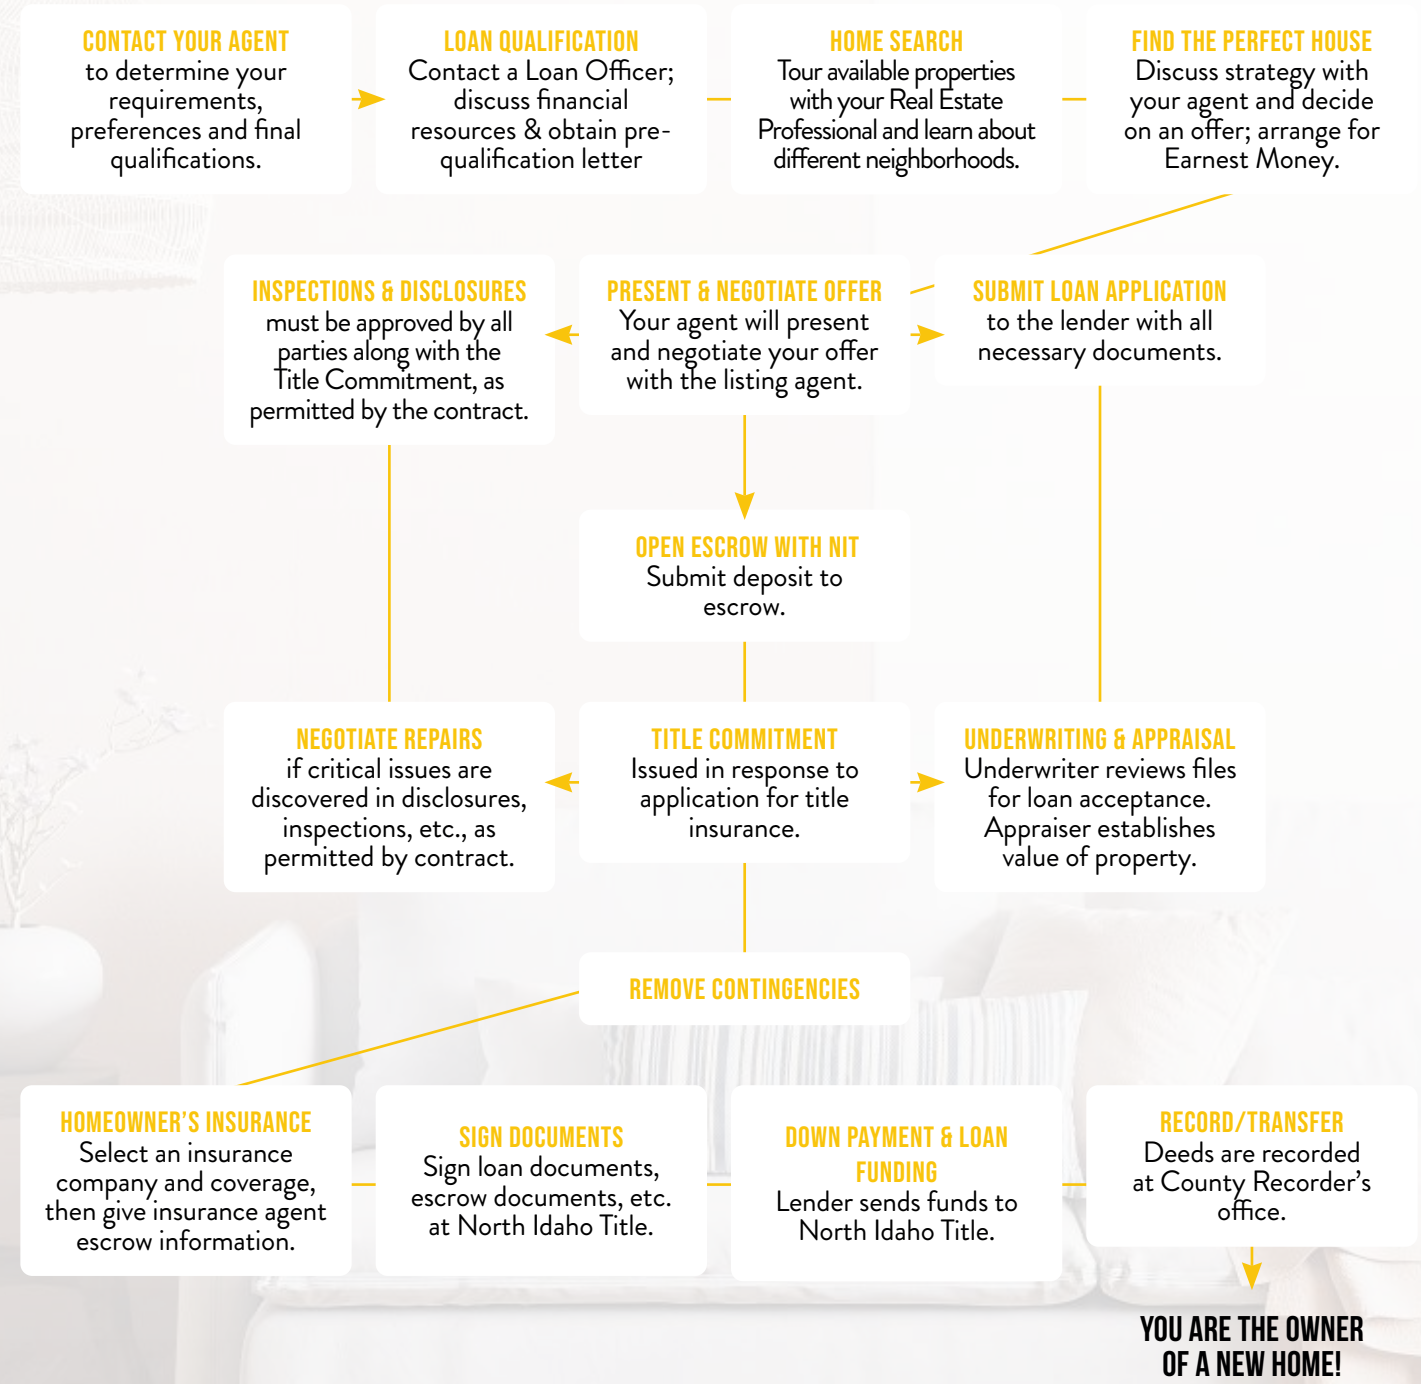 CONTACT YOUR AGENT
to determine your
requirements,
preferences and final
qualifications.
LOAN QUALIFICATION
Contact a Loan Officer;
discuss financial
resources & obtain pre-
qualification letter
HOME SEARCH
Tour available properties
with your Real Estate
Professional and learn about
different neighborhoods.
FIND THE PERFECT HOUSE
Discuss strategy with
your agent and decide
on an offer; arrange for
Earnest Money.
INSPECTIONS & DISCLOSURES
must be approved by all
parties along with the
Title Commitment, as
permitted by the contract.
PRESENT & NEGOTIATE OFFER
Your agent will present
and negotiate your offer
with the listing agent.
SUBMIT LOAN APPLICATION
to the lender with all
necessary documents.
OPEN ESCROW WITH NIT
Submit deposit to
escrow.
NEGOTIATE REPAIRS
if critical issues are
discovered in disclosures,
inspections, etc., as
permitted by contract.
TITLE COMMITMENT
Issued in response to
application for title
insurance.
UNDERWRITING & APPRAISAL
Underwriter reviews files
for loan acceptance.
Appraiser establishes
value of property.
REMOVE CONTINGENCIES
HOMEOWNER'S INSURANCE
Select an insurance
company and coverage,
then give insurance agent
escrow information.
SIGN DOCUMENTS
Sign loan documents,
escrow documents, etc.
at North Idaho Title.
DOWN PAYMENT & LOAN
FUNDING
Lender sends funds to
North Idaho Title.
RECORD/TRANSFER
Deeds are recorded
at County Recorder's
office.
YOU ARE THE OWNER
OF A NEW HOME!